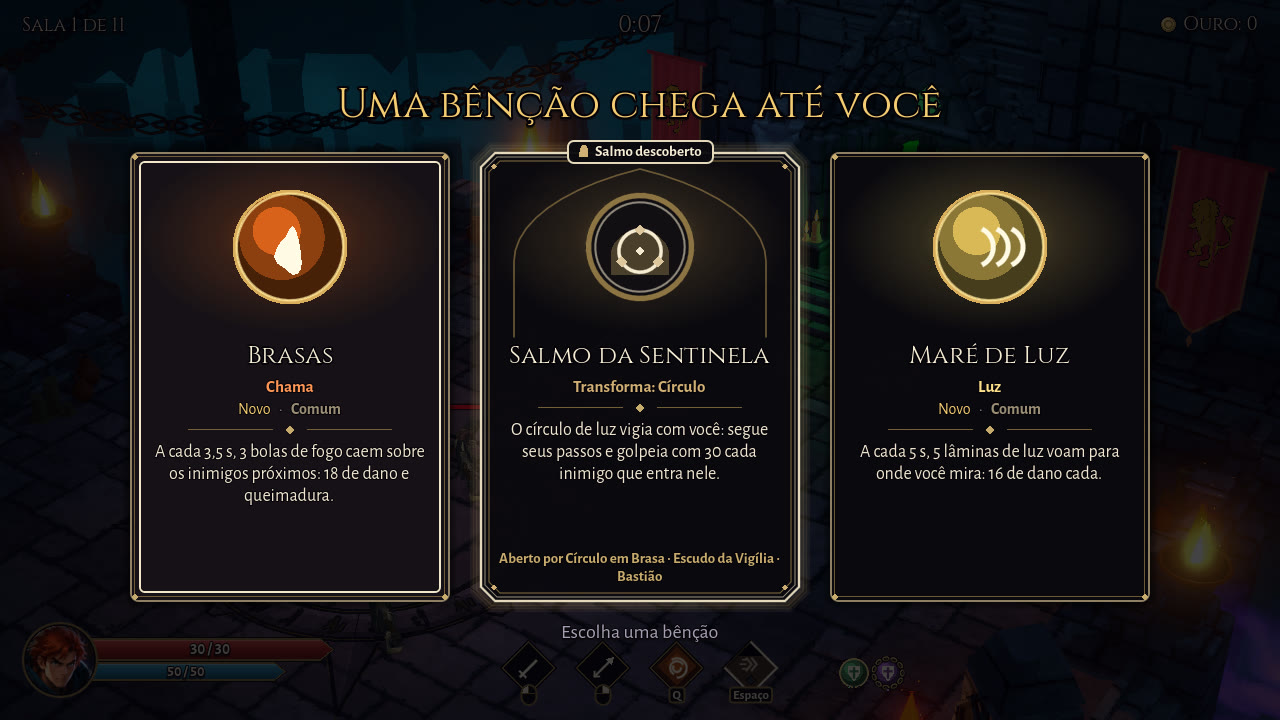 Sala 1 de 11
0:07
Ouro: 0
Uma bênção chega até você
Salmo descoberto
Brasas
Chama
Novo · Comum
A cada 3,5 s, 3 bolas de fogo caem sobre
os inimigos próximos: 18 de dano e
queimadura.
Salmo da Sentinela
Transforma: Círculo
O círculo de luz vigia com você: segue
seus passos e golpeia com 30 cada
inimigo que entra nele.
Aberto por Círculo em Brasa · Escudo da Vigília ·
Bastião
Maré de Luz
Luz
Novo · Comum
A cada 5 s, 5 lâminas de luz voam para
onde você mira: 16 de dano cada.
Escolha uma bênção
30/30
50/50
Q
Espaço